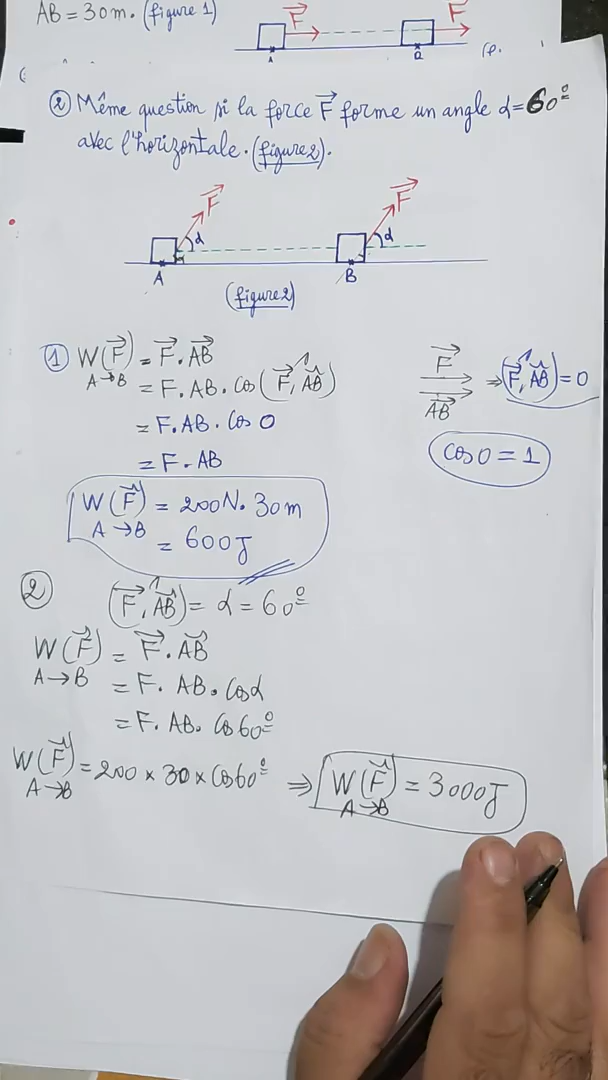 AB = 30m. (figure 1)
F F
A B
② Même question si la force F forme un angle α=60°
avec l'horizontale. (figure 2).
F F
α α
A B
(figure 2)
① W(F) = F.AB
A→B
= F. AB. cos(F, AB)
= F. AB. cos 0
= F. AB
F
AB
⇒ (F, AB) = 0
cos 0 = 1
W(F) = 200N. 30m
A→B
= 600J
② (F, AB) = α = 60°
W(F) = F. AB
A→B
= F. AB. cosα
= F. AB. cos 60°
W(F) = 200 × 30 × cos 60° ⇒ W(F) = 3000J
A→B A→B